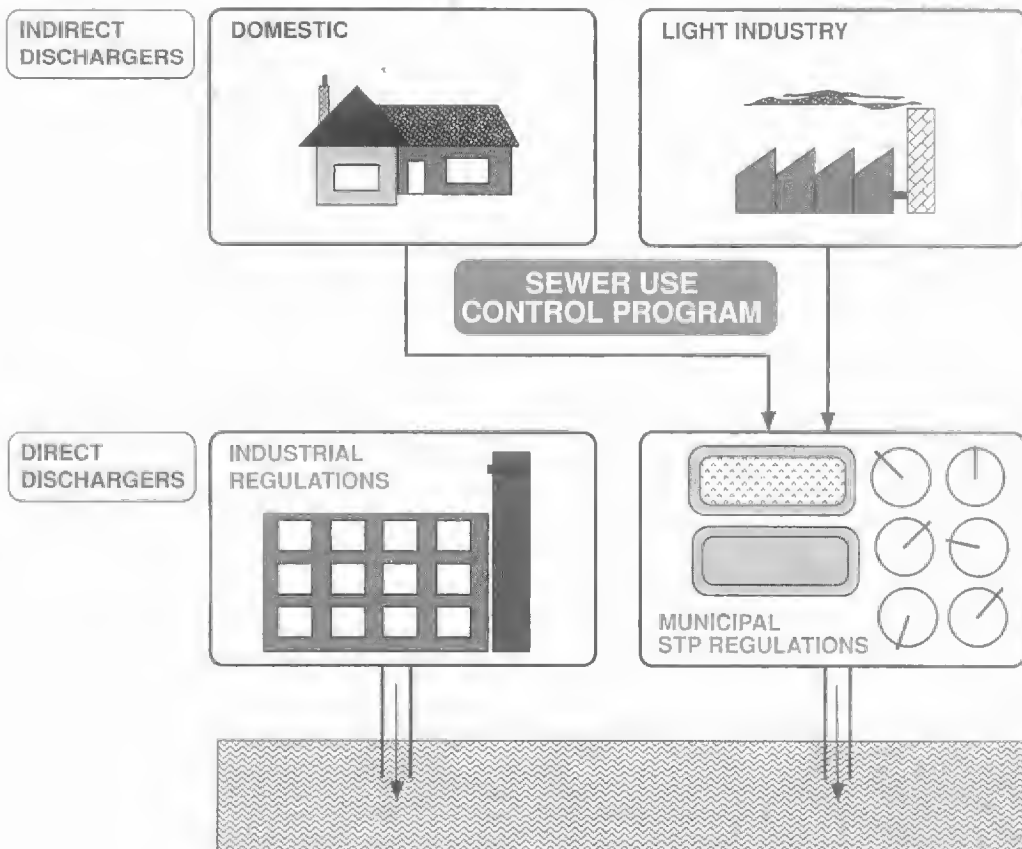 INDIRECT
DISCHARGERS
DOMESTIC
LIGHT INDUSTRY
SEWER USE
CONTROL PROGRAM
DIRECT
DISCHARGERS
INDUSTRIAL
REGULATIONS
MUNICIPAL
STP REGULATIONS